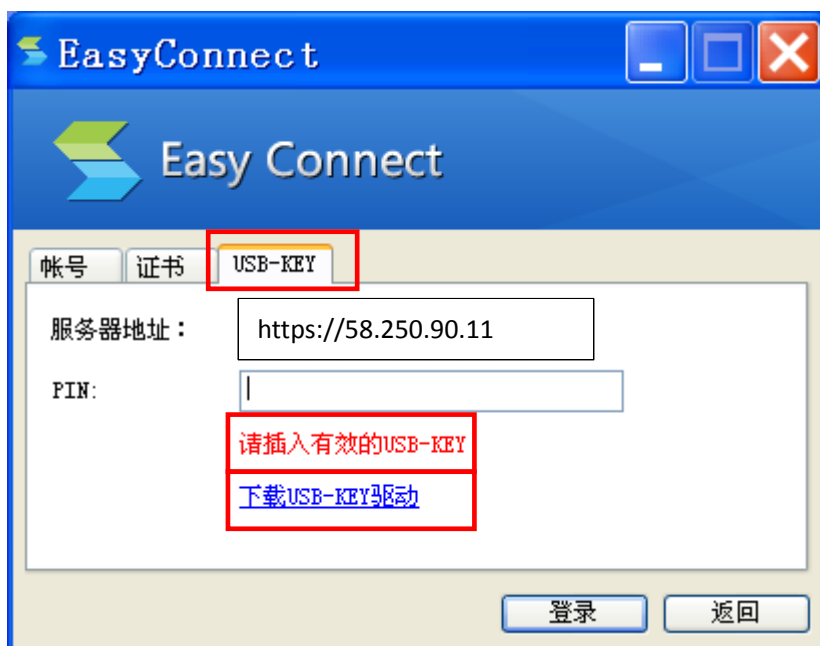 EasyConnect
Easy Connect
帐号 证书 USB-KEY
服务器地址： https://58.250.90.11
PIN:
请插入有效的USB-KEY
下载USB-KEY驱动
登录 返回